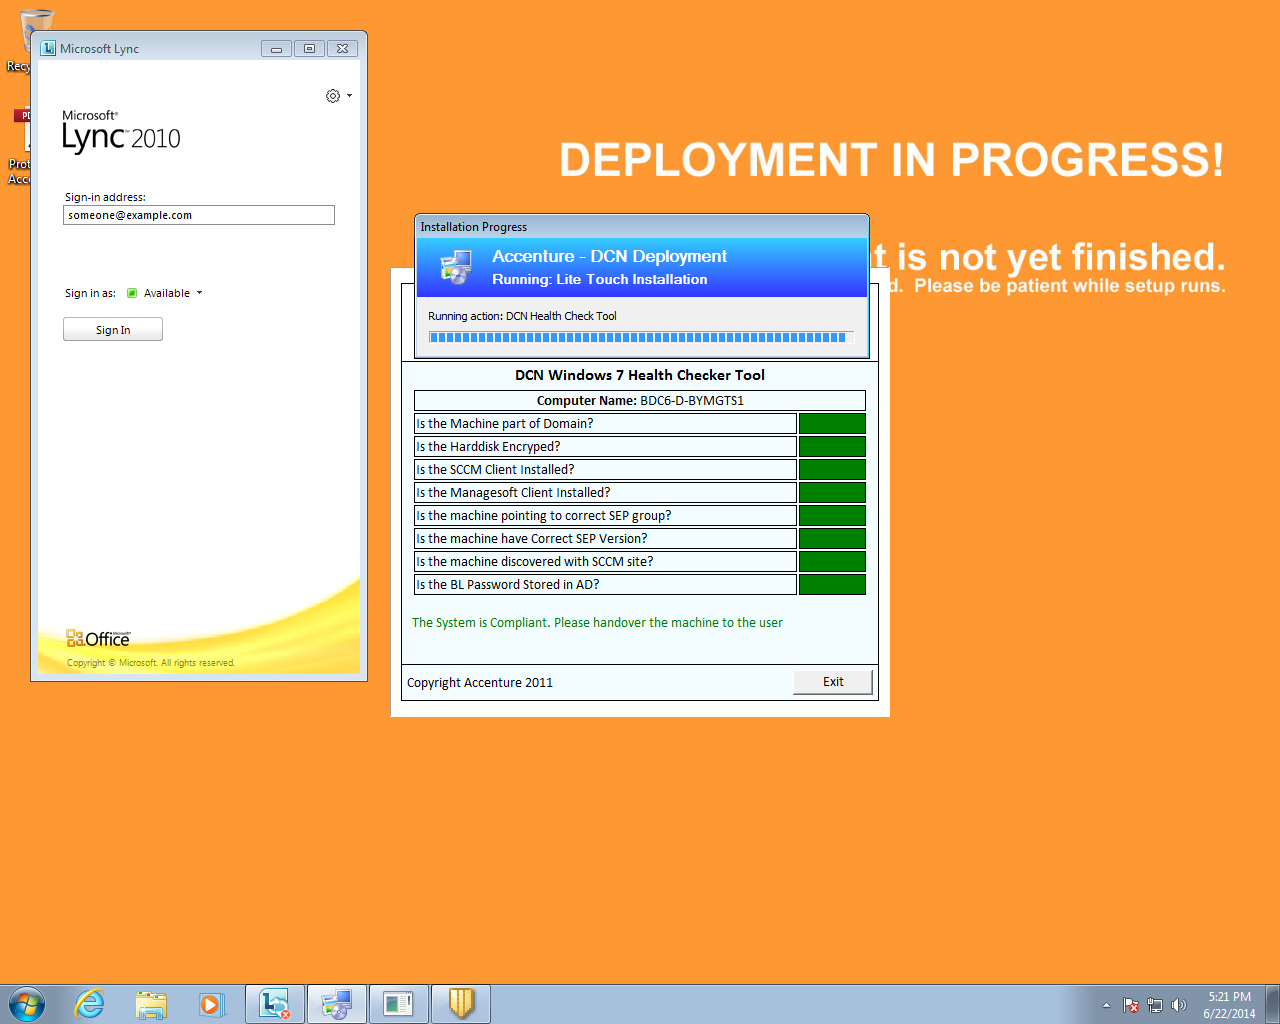 Microsoft Lync
Microsoft®
Lync™ 2010
Sign-in address:
someone@example.com
Sign in as:
Available
Sign In
Microsoft®
Office
Copyright © Microsoft. All rights reserved.
DEPLOYMENT IN PROGRESS!
t is not yet finished.
d. Please be patient while setup runs.
Installation Progress
Accenture - DCN Deployment
Running: Lite Touch Installation
Running action: DCN Health Check Tool
DCN Windows 7 Health Checker Tool
Computer Name: BDC6-D-BYMGTS1
Is the Machine part of Domain?
Is the Harddisk Encryped?
Is the SCCM Client Installed?
Is the Managesoft Client Installed?
Is the machine pointing to correct SEP group?
Is the machine have Correct SEP Version?
Is the machine discovered with SCCM site?
Is the BL Password Stored in AD?
The System is Compliant. Please handover the machine to the user
Copyright Accenture 2011
Exit
5:21 PM
6/22/2014